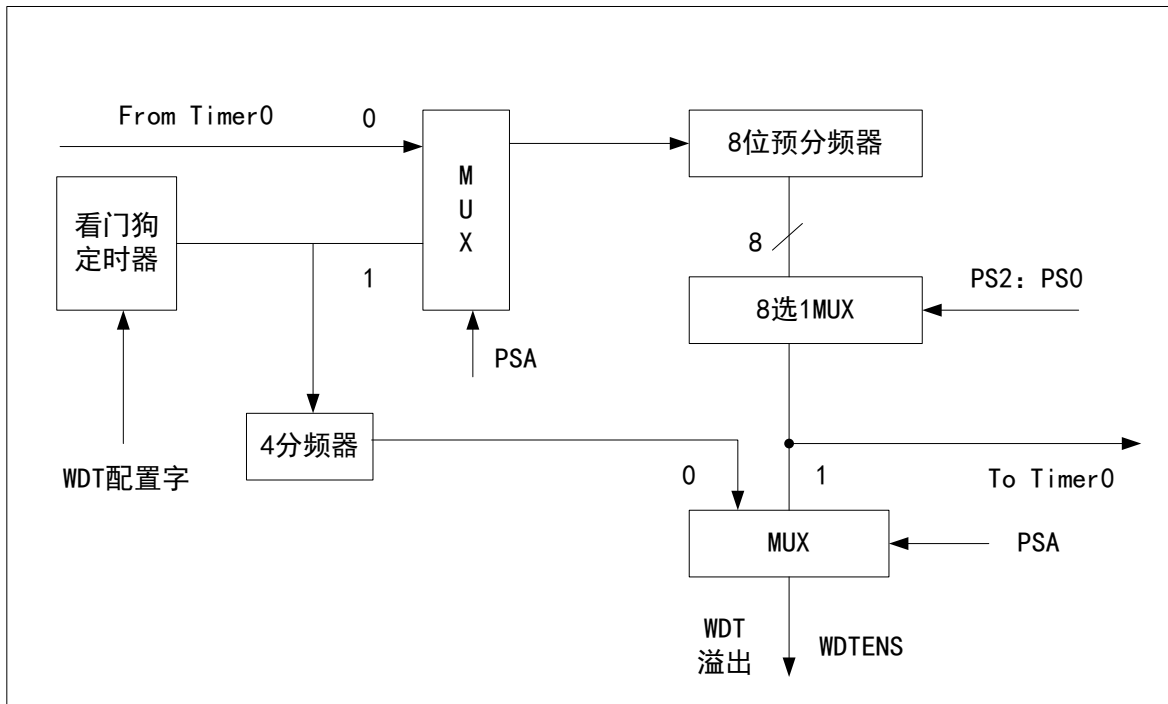 From Timer0
0
M
U
X
8位预分频器
看门狗
定时器
1
8
8选1MUX
PS2：PS0
PSA
4分频器
WDT配置字
0
1
To Timer0
MUX
PSA
WDT
溢出
WDTENS